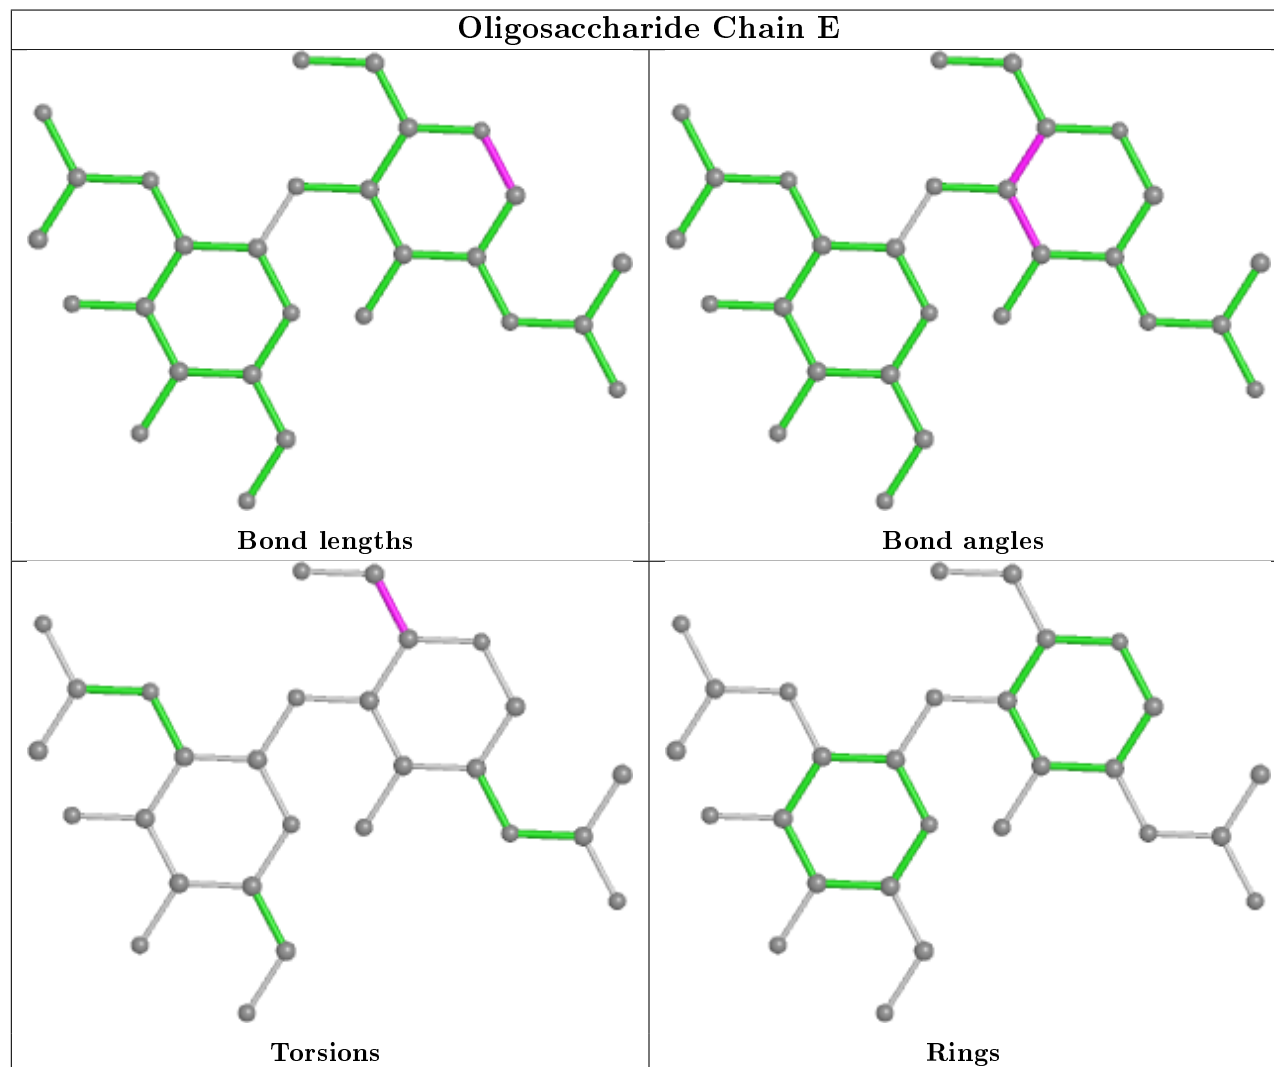 Oligosaccharide Chain E
Bond lengths
Bond angles
Torsions
Rings